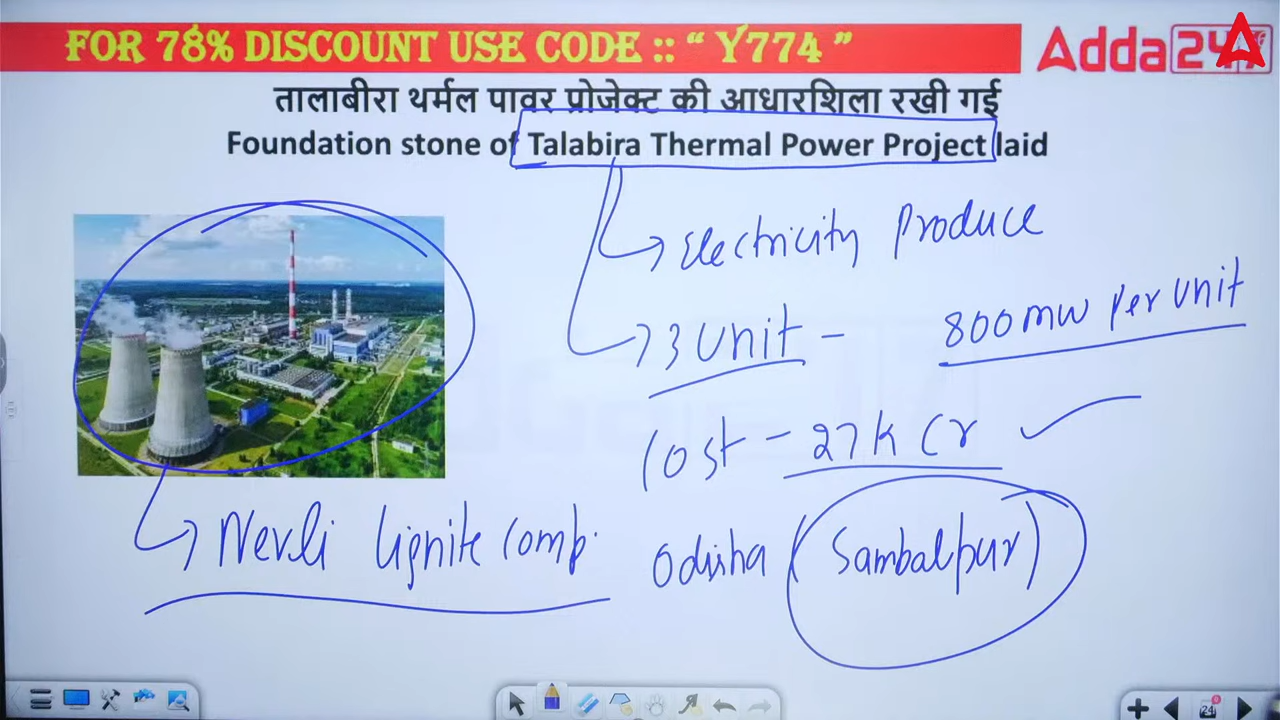 FOR 78% DISCOUNT USE CODE :: “ Y774 ”
Adda247
तालाबीरा थर्मल पावर प्रोजेक्ट की आधारशिला रखी गई
Foundation stone of Talabira Thermal Power Project laid
Electricity Produce
3 Unit - 800 mw Per Unit
Cost - 27k Cr
Nevli Lignite Comp.
Odisha (Sambalpur)
24